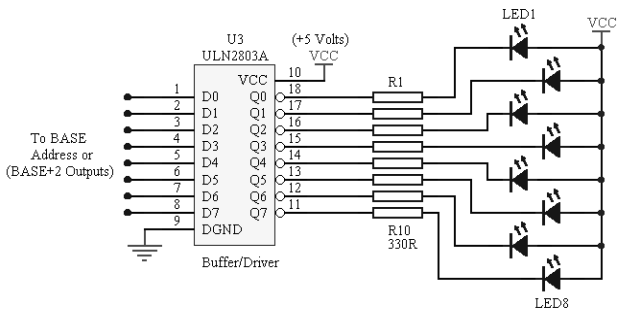 LED1
VCC
U3
ULN2803A
(+5 Volts)
VCC
VCC 10
1 D0 Q0 18
R1
2 D1 Q1 17
3 D2 Q2 16
4 D3 Q3 15
5 D4 Q4 14
6 D5 Q5 13
7 D6 Q6 12
8 D7 Q7 11
9 DGND
To BASE
Address or
(BASE+2 Outputs)
R10
330R
Buffer/Driver
LED8